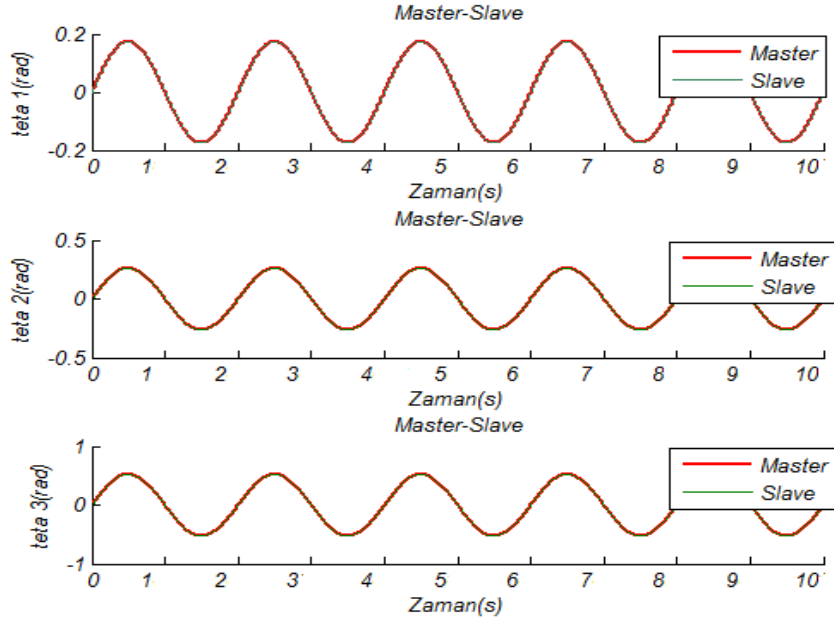 Master-Slave
teta 1(rad)
0.2
0
-0.2
Master
Slave
0 1 2 3 4 5 6 7 8 9 10
Zaman(s)
Master-Slave
teta 2(rad)
0.5
0
-0.5
Master
Slave
0 1 2 3 4 5 6 7 8 9 10
Zaman(s)
Master-Slave
teta 3(rad)
1
0
-1
Master
Slave
0 1 2 3 4 5 6 7 8 9 10
Zaman(s)